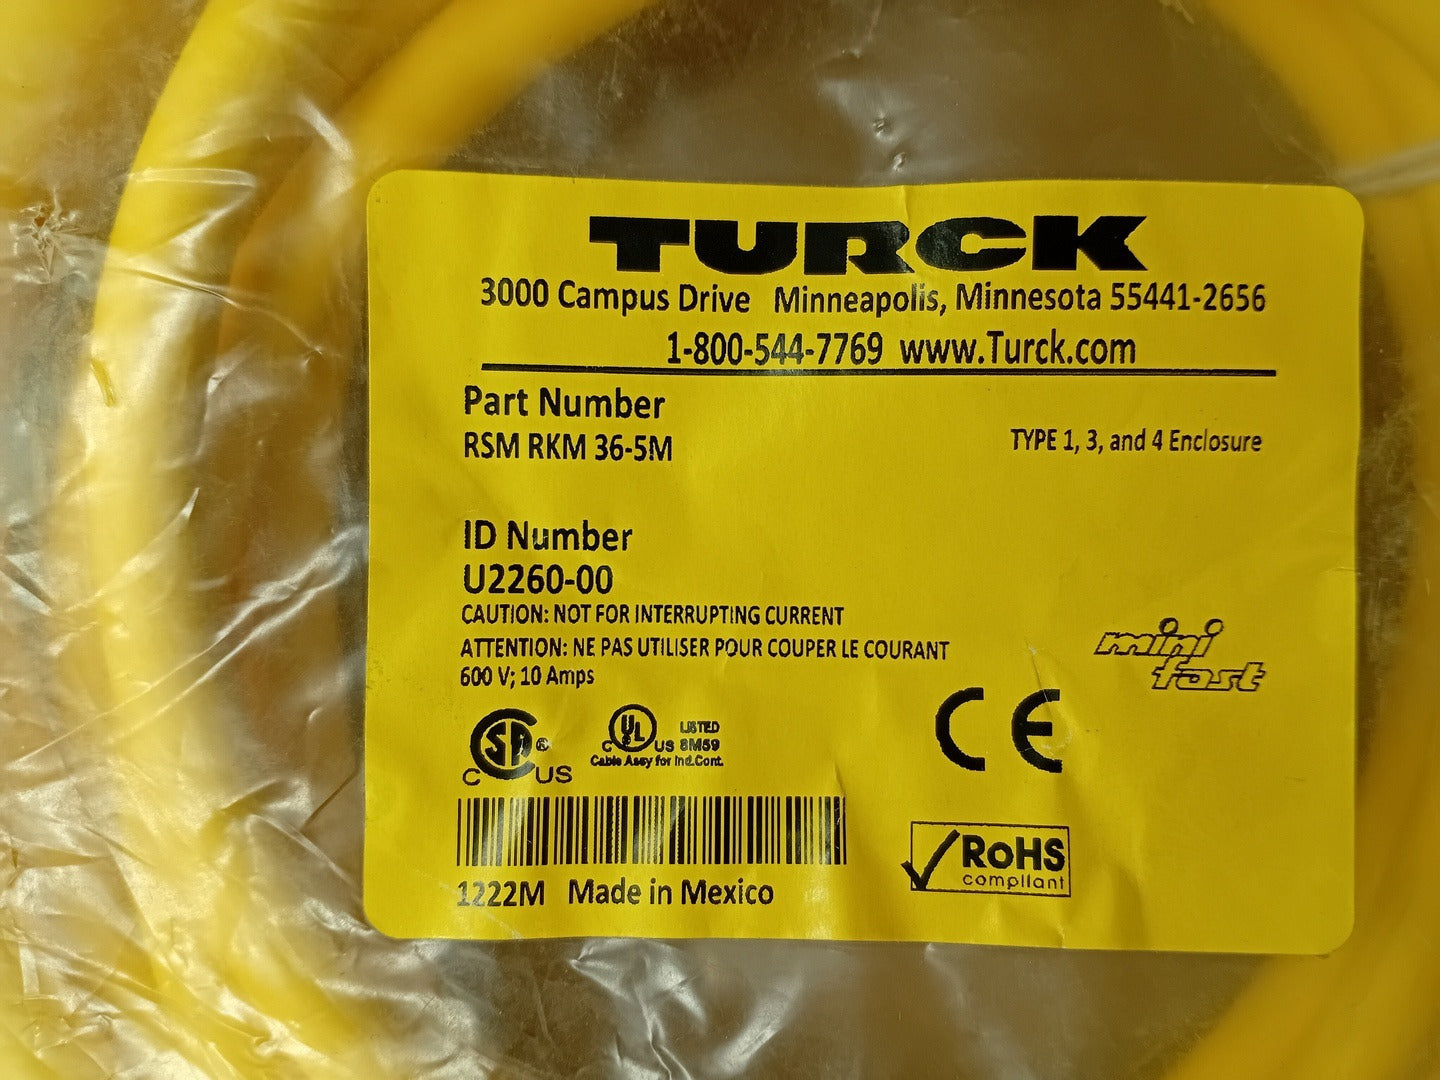 TURCK
3000 Campus Drive Minneapolis, Minnesota 55441-2656
1-800-544-7769 www.Turck.com
Part Number
RSM RKM 36-5M
TYPE 1, 3, and 4 Enclosure
ID Number
U2260-00
CAUTION: NOT FOR INTERRUPTING CURRENT
ATTENTION: NE PAS UTILISER POUR COUPER LE COURANT
600 V; 10 Amps
mini
fast
CSA®
C US
UL LISTED
C US 8M59
Cable Assy for Ind.Cont.
CE
RoHS
compliant
1222M Made in Mexico